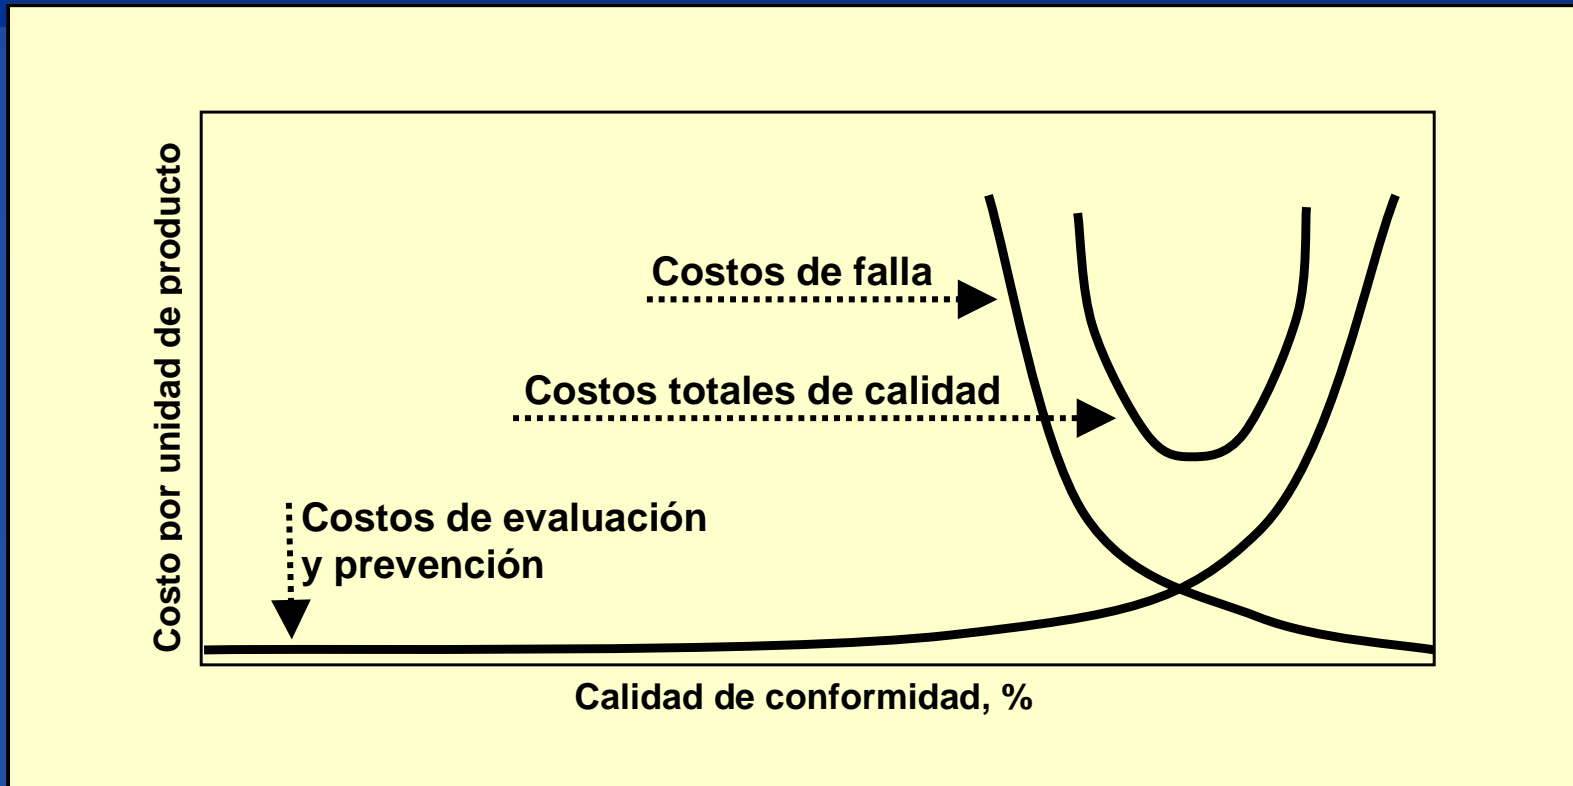 Costo por unidad de producto
Costos de falla
Costos totales de calidad
Costos de evaluación
y prevención
Calidad de conformidad, %